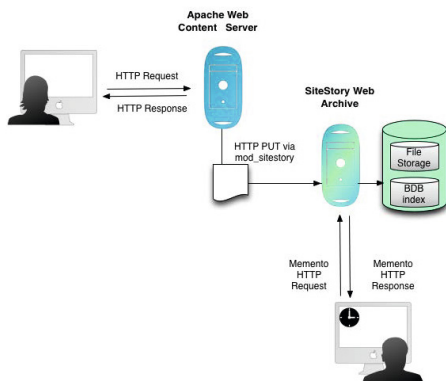 Apache Web
Content Server
HTTP Request
HTTP Response
SiteStory Web
Archive
HTTP PUT via
mod_sitestory
File
Storage
BDB
index
Memento
HTTP
Request
Memento
HTTP
Response